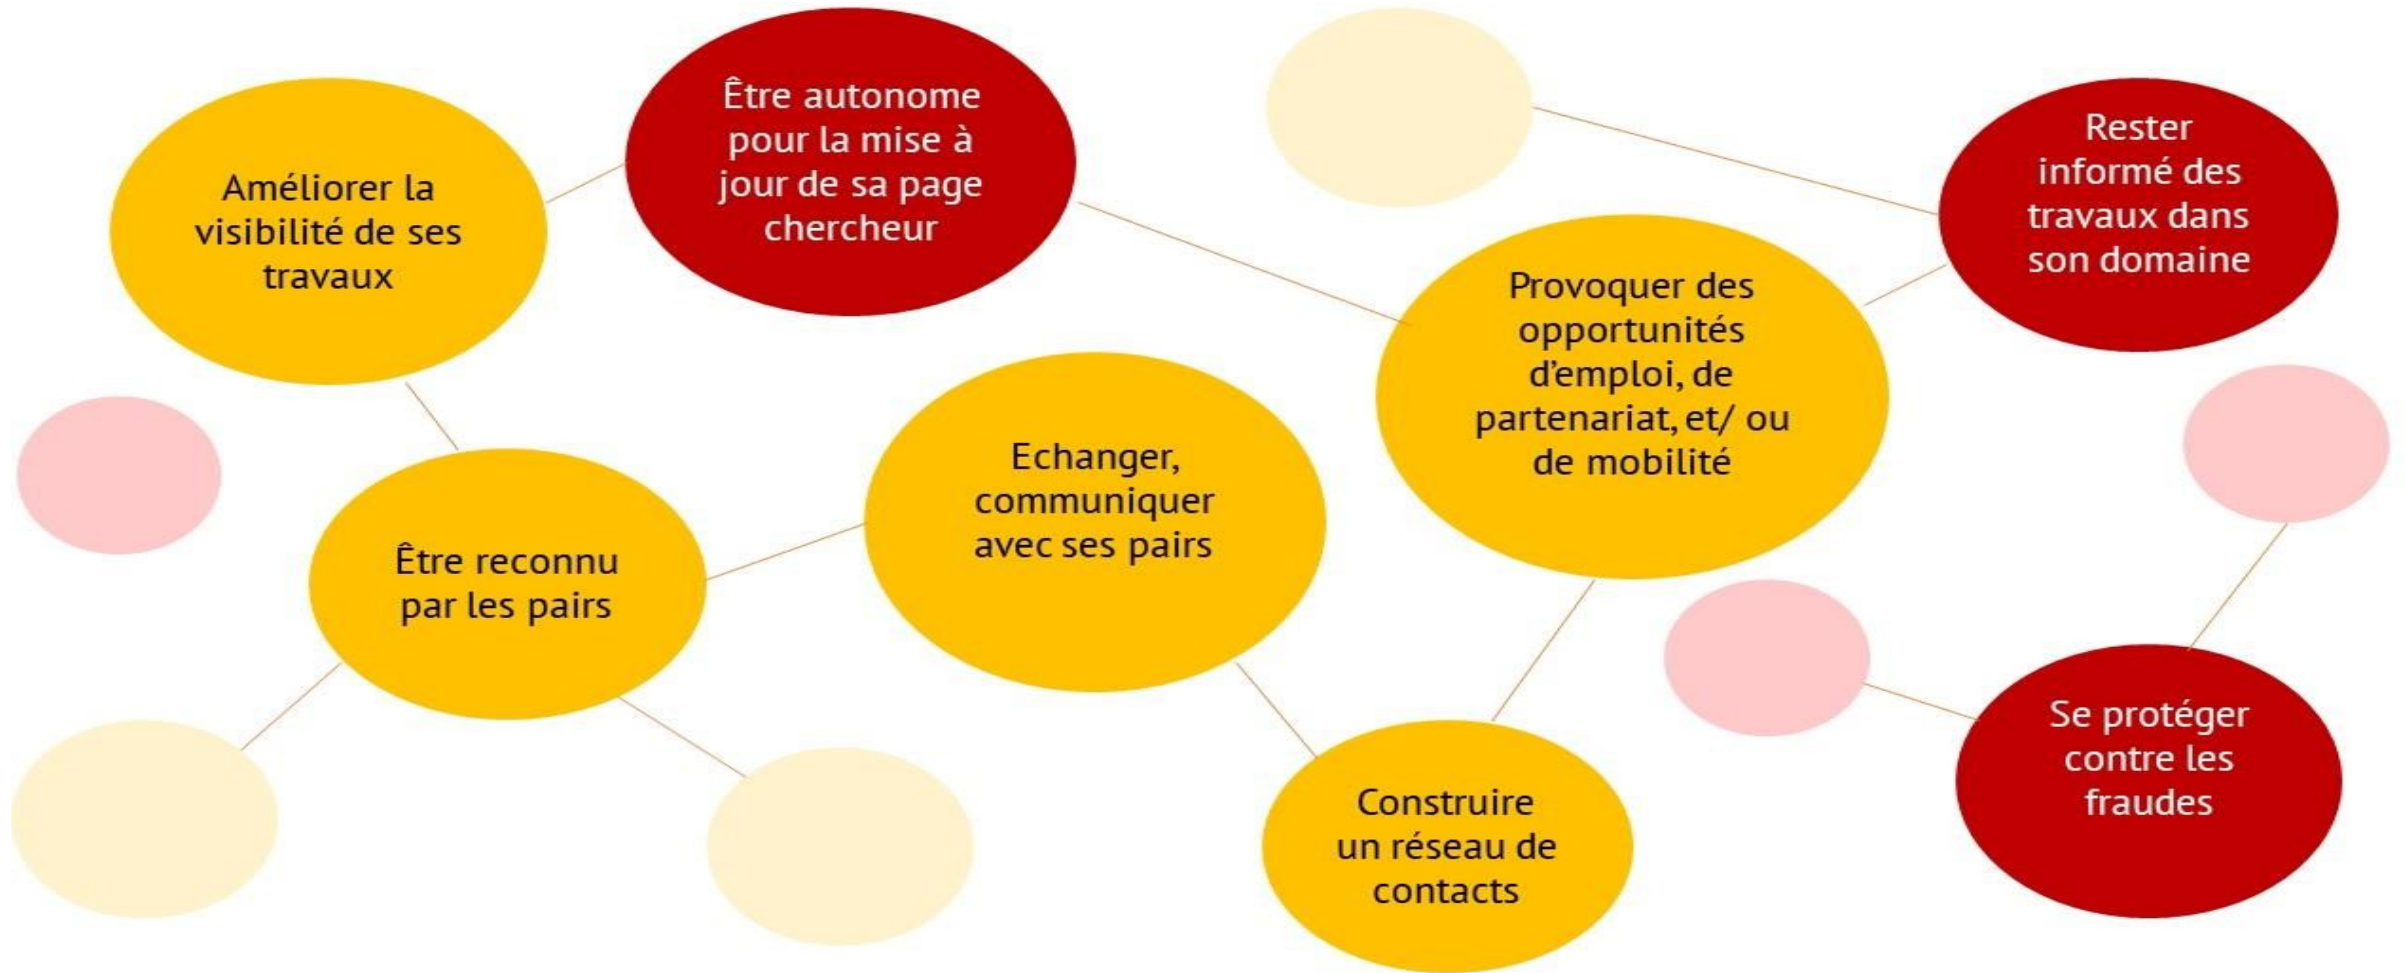 Être autonome
pour la mise à
jour de sa page
chercheur
Améliorer la
visibilité de ses
travaux
Rester
informé des
travaux dans
son domaine
Provoquer des
opportunités
d’emploi, de
partenariat, et/ ou
de mobilité
Echanger,
communiquer
avec ses pairs
Être reconnu
par les pairs
Se protéger
contre les
fraudes
Construire
un réseau de
contacts